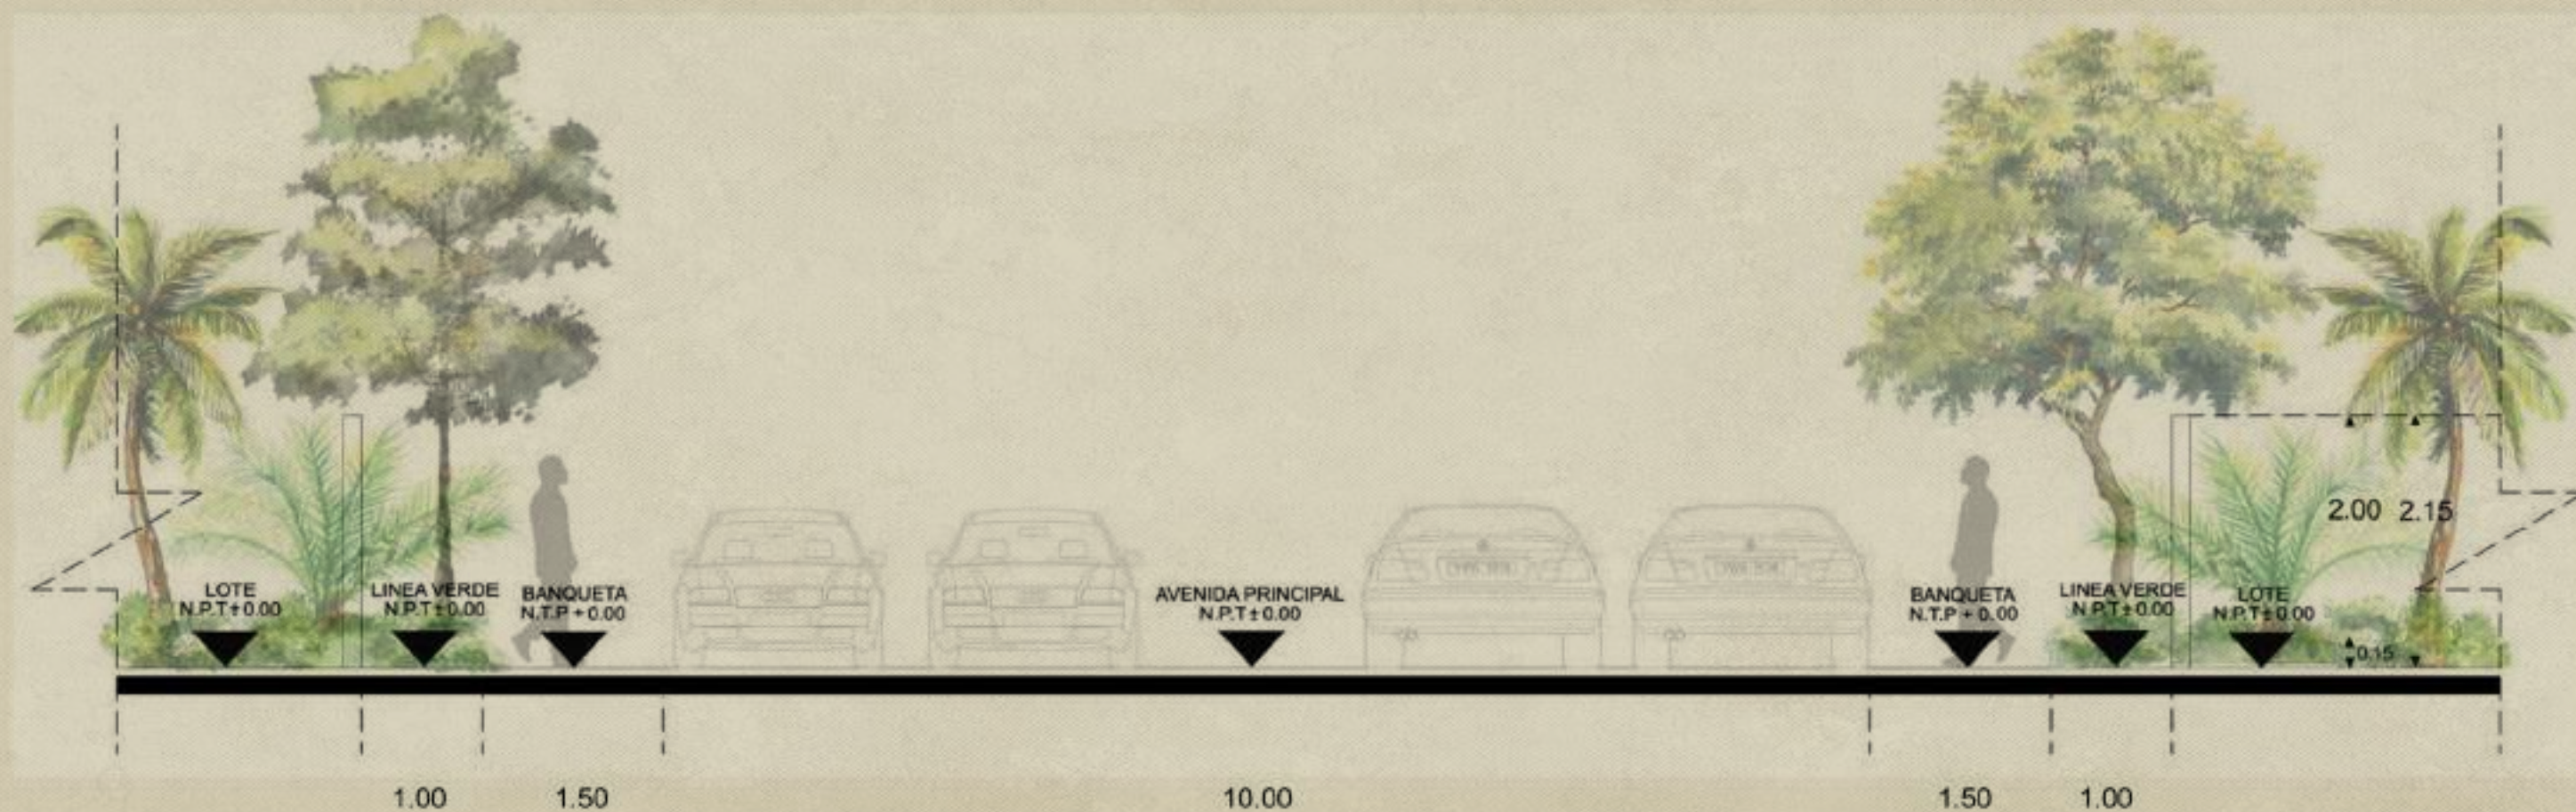 LOTE
N.P.T±0.00
LINEA VERDE
N.P.T±0.00
BANQUETA
N.T.P + 0.00
AVENIDA PRINCIPAL
N.P.T±0.00
BANQUETA
N.T.P + 0.00
LINEA VERDE
N.P.T±0.00
LOTE
N.P.T±0.00
2.00 2.15
0.15
1.00 1.50 10.00 1.50 1.00